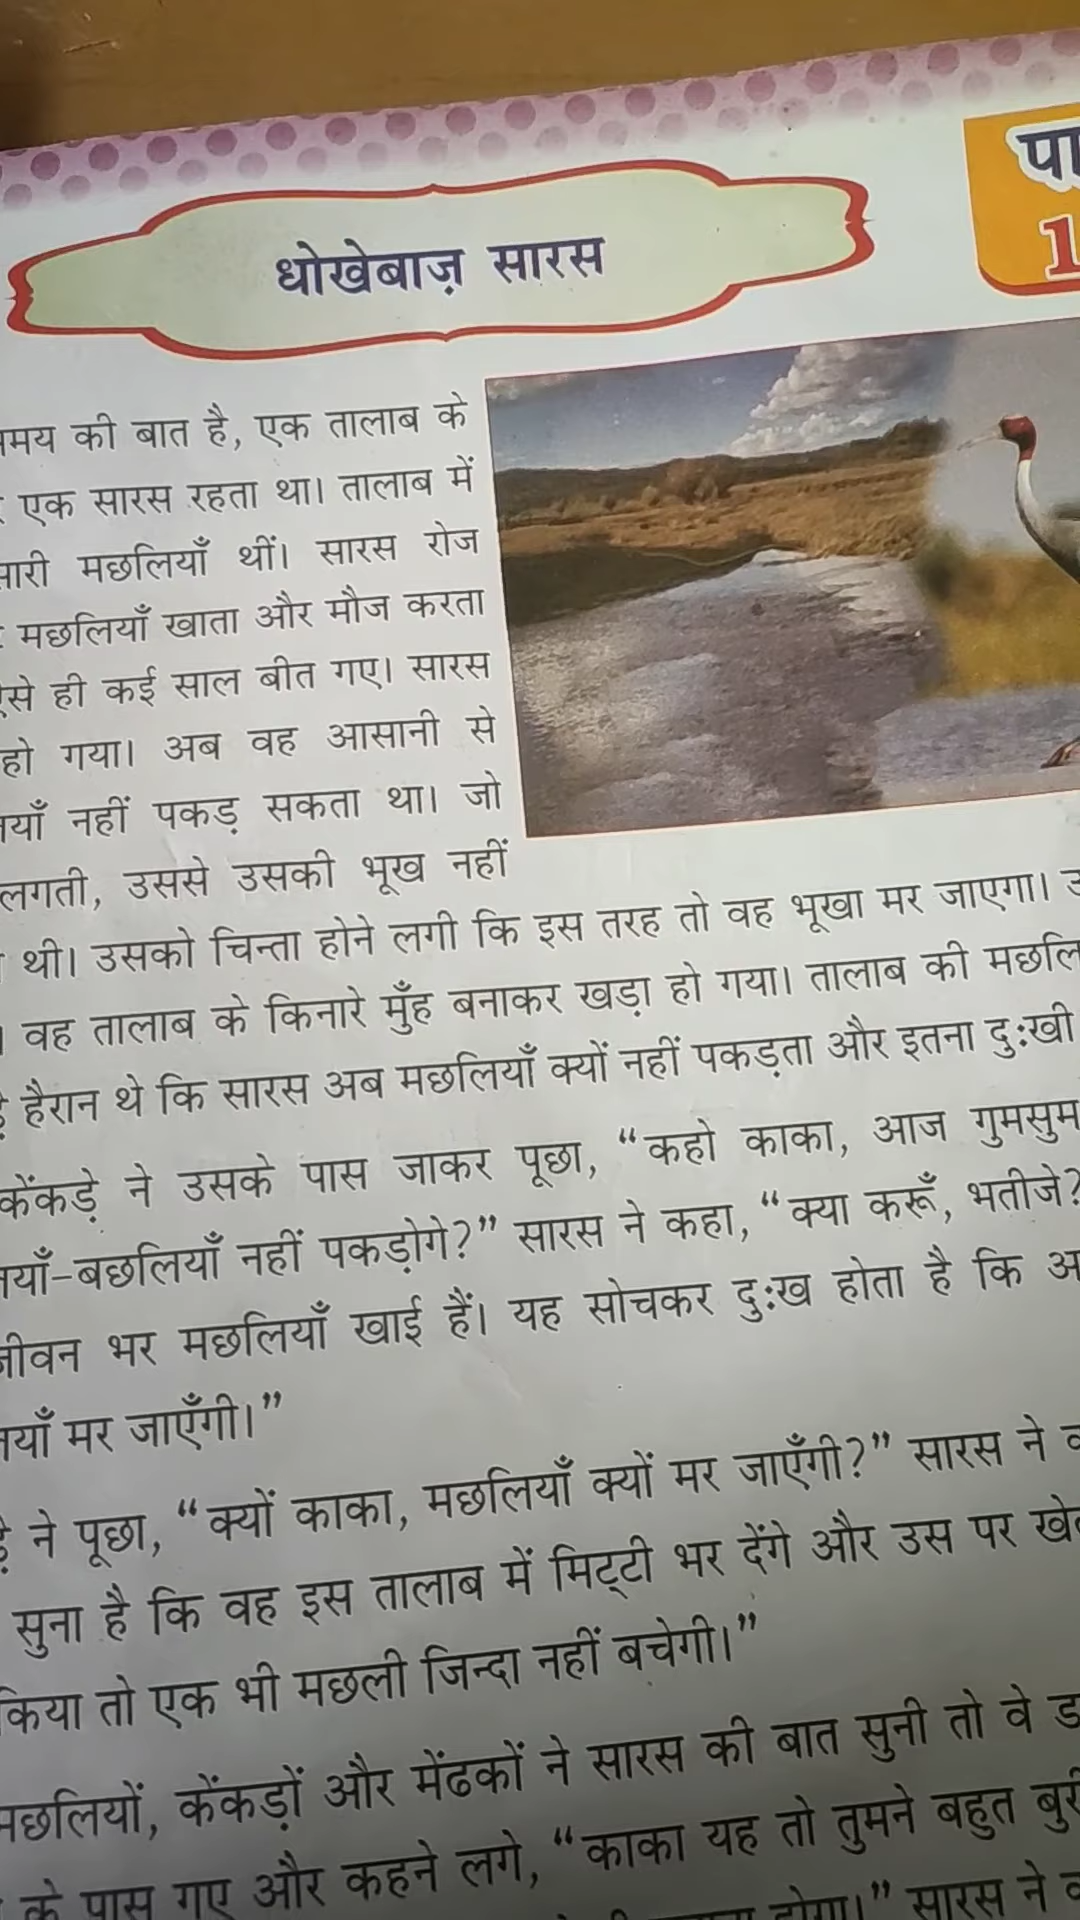 पा
1
धोखेबाज़ सारस
की बात है, एक तालाब के
एक सारस रहता था। तालाब में
मछलियाँ थीं। सारस रोज
मछलियाँ खाता और मौज करता
ही कई साल बीत गए। सारस
हो गया। अब वह आसानी से
नहीं पकड़ सकता था। जो
लगती, उससे उसकी भूख नहीं
थी। उसको चिन्ता होने लगी कि इस तरह तो वह भूखा मर जाएगा।
वह तालाब के किनारे मुँह बनाकर खड़ा हो गया। तालाब की मछलि
हैरान थे कि सारस अब मछलियाँ क्यों नहीं पकड़ता और इतना दुःखी
केंकड़े ने उसके पास जाकर पूछा, “कहो काका, आज गुमसुम
याँ-बछलियाँ नहीं पकड़ोगे?” सारस ने कहा, “क्या करूँ, भतीजे?
जीवन भर मछलियाँ खाई हैं। यह सोचकर दुःख होता है कि
याँ मर जाएँगी।”
ने पूछा, “क्यों काका, मछलियाँ क्यों मर जाएँगी?” सारस ने
सुना है कि वह इस तालाब में मिट्टी भर देंगे और उस पर
किया तो एक भी मछली जिन्दा नहीं बचेगी।”
मछलियों, केंकड़ों और मेंढकों ने सारस की बात सुनी तो वे
के पास गए और कहने लगे, “काका यह तो तुमने बहुत
होगा।” सारस ने